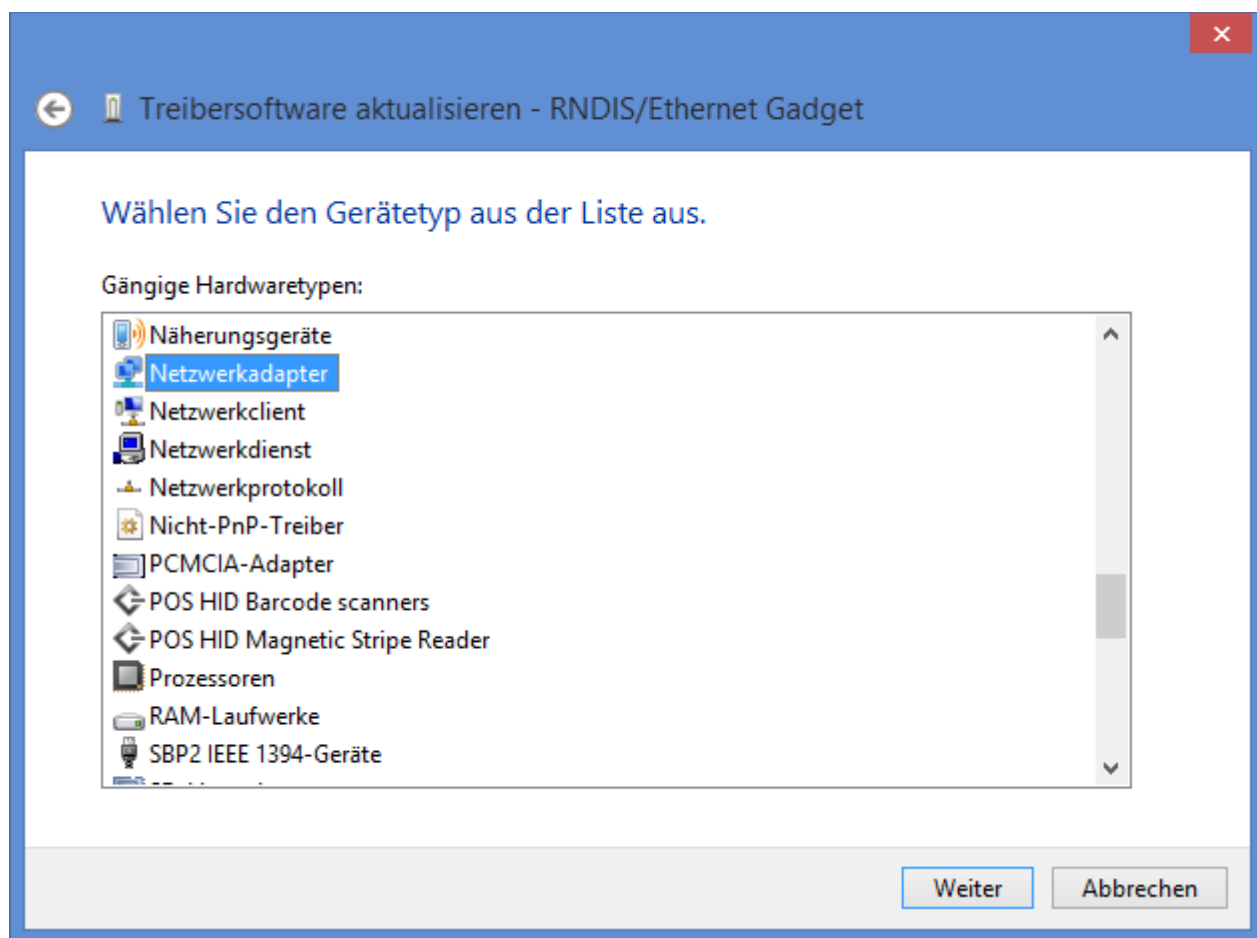 Treibersoftware aktualisieren - RNDIS/Ethernet Gadget
Wählen Sie den Gerätetyp aus der Liste aus.
Gängige Hardwaretypen:
Näherungsgeräte
Netzwerkadapter
Netzwerkclient
Netzwerkdienst
Netzwerkprotokoll
Nicht-PnP-Treiber
PCMCIA-Adapter
POS HID Barcode scanners
POS HID Magnetic Stripe Reader
Prozessoren
RAM-Laufwerke
SBP2 IEEE 1394-Geräte
Weiter
Abbrechen